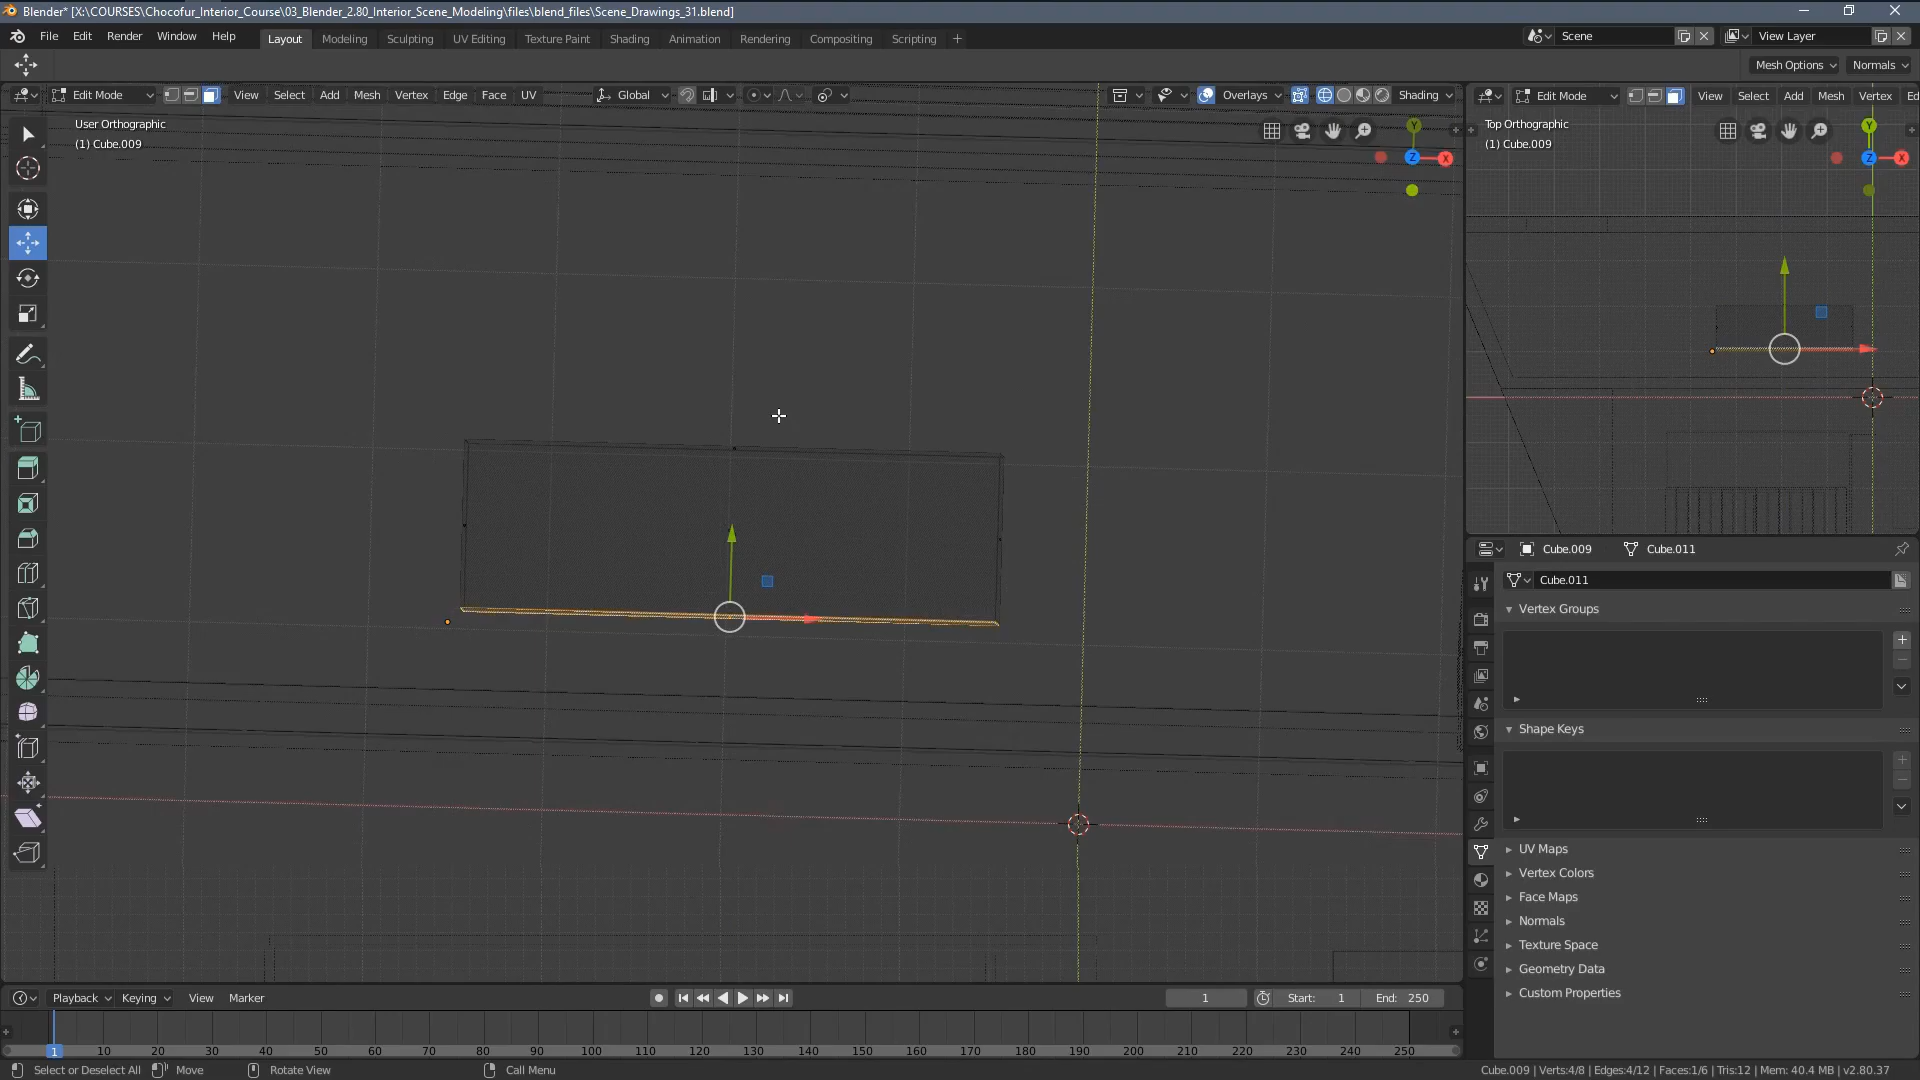 Blender* [X:\COURSES\Chocofur_Interior_Course\03_Blender_2.80_Interior_Scene_Modeling\files\blend_files\Scene_Drawings_31.blend]
File Edit Render Window Help Layout Modeling Sculpting UV Editing Texture Paint Shading Animation Rendering Compositing Scripting + Scene View Layer
Mesh Options Normals
Edit Mode View Select Add Mesh Vertex Edge Face UV Global Overlays Shading Edit Mode View Select Add Mesh Vertex Ed
User Orthographic
(1) Cube.009
Y
Z X
Top Orthographic
(1) Cube.009
Y
Z X
Cube.009 Cube.011
Cube.011
Vertex Groups
Shape Keys
UV Maps
Vertex Colors
Face Maps
Normals
Texture Space
Geometry Data
Custom Properties
Playback Keying View Marker 1 Start: 1 End: 250
1 10 20 30 40 50 60 70 80 90 100 110 120 130 140 150 160 170 180 190 200 210 220 230 240 250
Select or Deselect All Move Rotate View Call Menu Cube.009 | Verts:4/8 | Edges:4/12 | Faces:1/6 | Tris:12 | Mem: 40.4 MB | v2.80.37